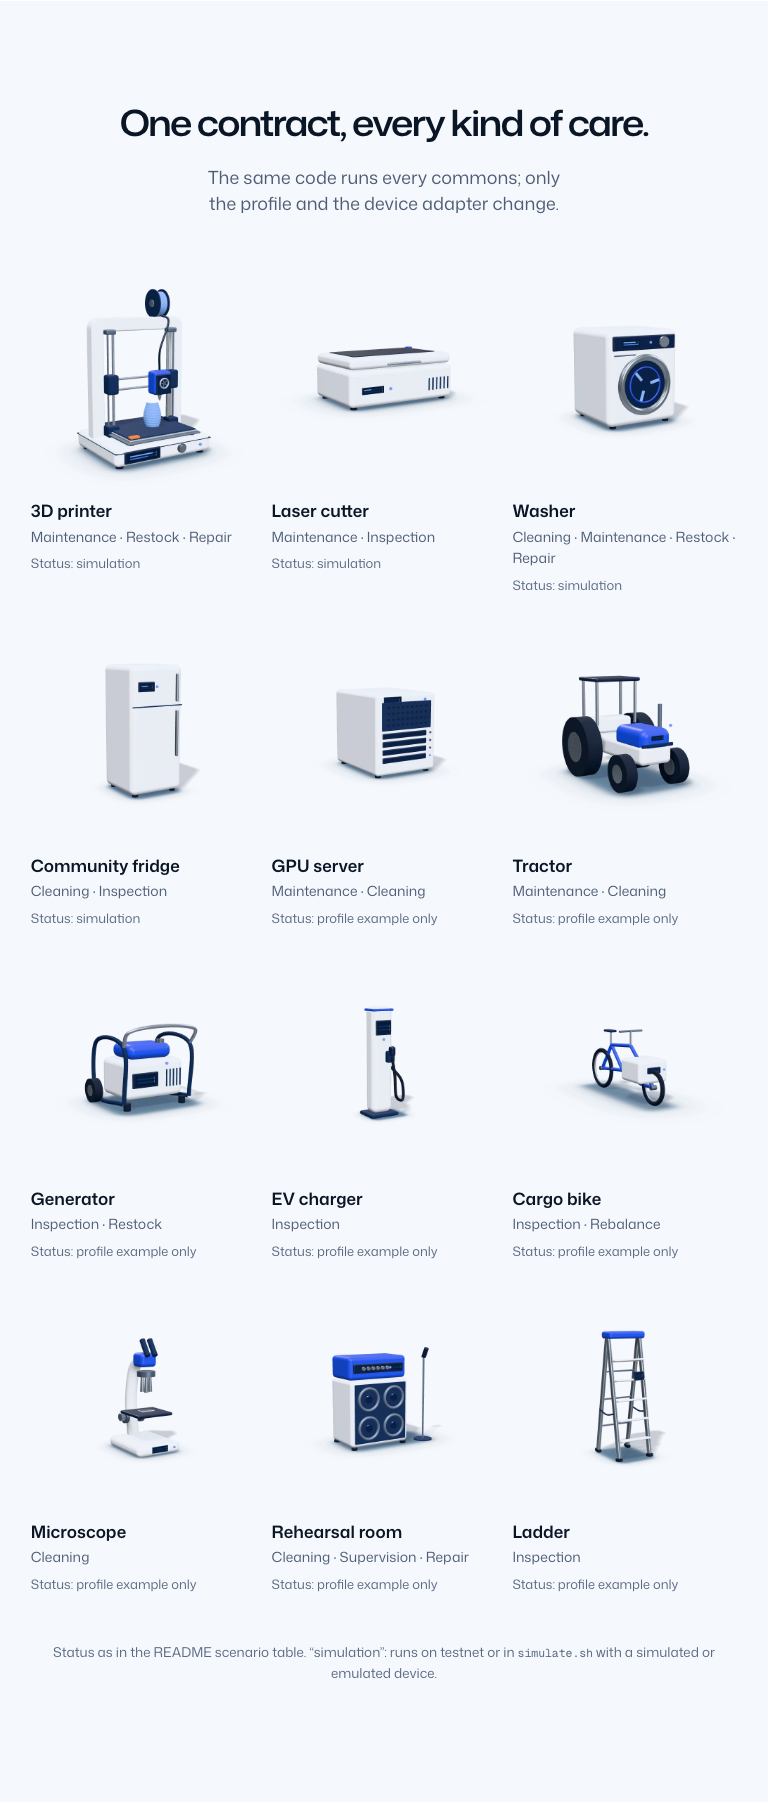 One contract, every kind of care.
The same code runs every commons; only
the profile and the device adapter change.
3D printer
Maintenance · Restock · Repair
Status: simulation
Laser cutter
Maintenance · Inspection
Status: simulation
Washer
Cleaning · Maintenance · Restock ·
Repair
Status: simulation
Community fridge
Cleaning · Inspection
Status: simulation
GPU server
Maintenance · Cleaning
Status: profile example only
Tractor
Maintenance · Cleaning
Status: profile example only
Generator
Inspection · Restock
Status: profile example only
EV charger
Inspection
Status: profile example only
Cargo bike
Inspection · Rebalance
Status: profile example only
Microscope
Cleaning
Status: profile example only
Rehearsal room
Cleaning · Supervision · Repair
Status: profile example only
Ladder
Inspection
Status: profile example only
Status as in the README scenario table. “simulation”: runs on testnet or in simulate.sh with a simulated or
emulated device.